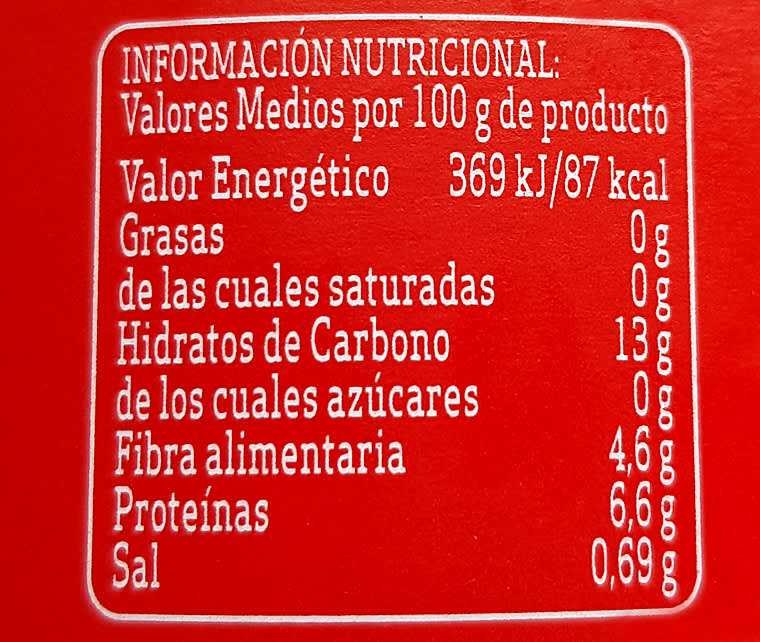 INFORMACIÓN NUTRICIONAL:
Valores Medios por 100 g de producto
Valor Energético 369 kJ/87 kcal
Grasas 0 g
de las cuales saturadas 0 g
Hidratos de Carbono 13 g
de los cuales azúcares 0 g
Fibra alimentaria 4,6 g
Proteínas 6,6 g
Sal 0,69 g